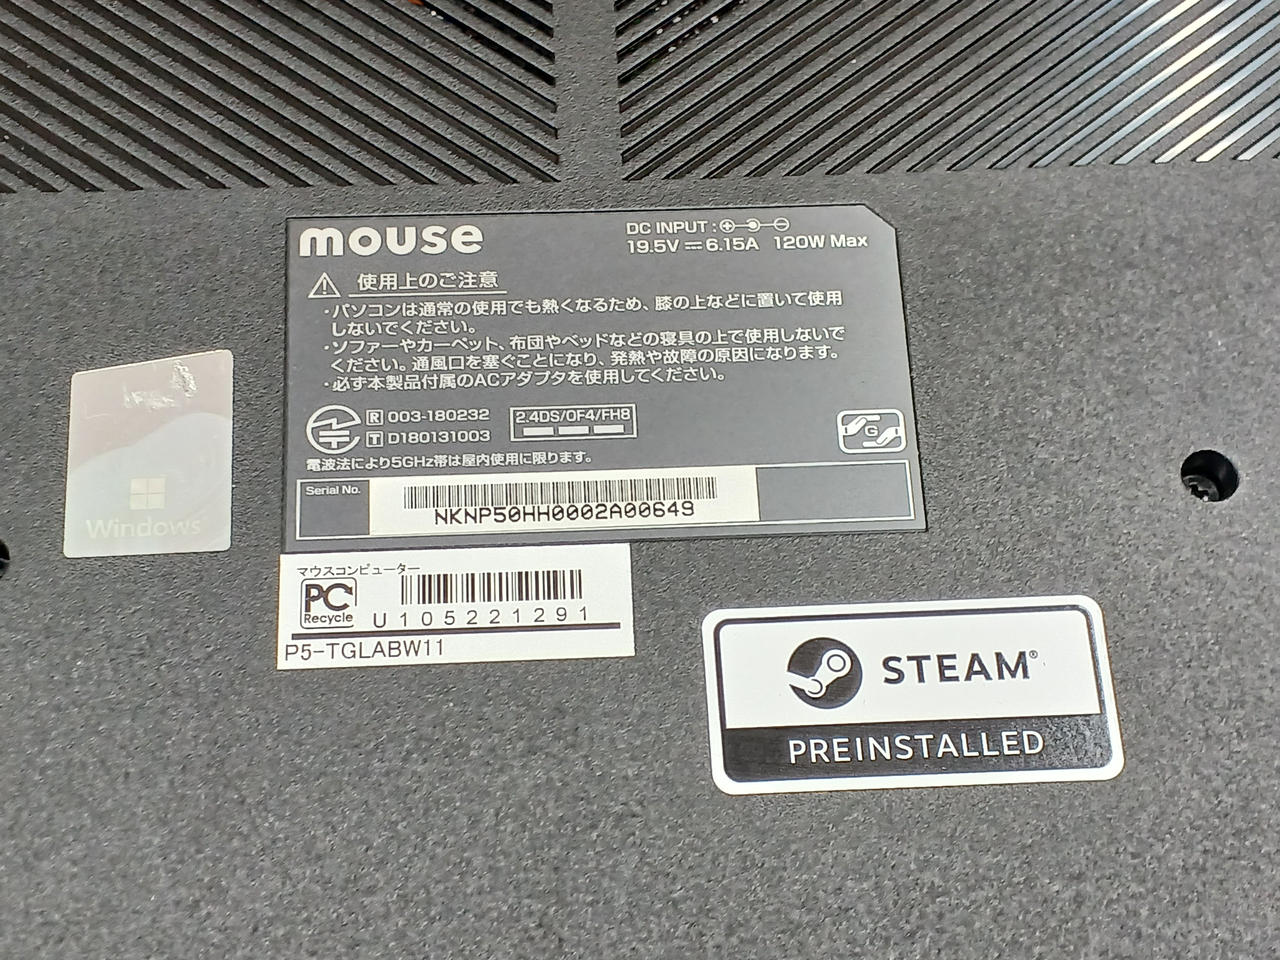 mouse
DC INPUT :
19.5V 6.15A 120W Max
使用上のご注意
・パソコンは通常の使用でも熱くなるため、膝の上などに置いて使用
しないでください。
・ソファーやカーペット、布団やベッドなどの寝具の上で使用しないで
ください。通風口を塞ぐことになり、発熱や故障の原因になります。
・必ず本製品付属のACアダプタを使用してください。
R 003-180232
T D180131003
2.4DS/OF4/FH8
G
電波法により5GHz帯は屋内使用に限ります。
Serial No.
NKNP50HH0002A00649
Windows
マウスコンピューター
PC
Recycle
U105221291
P5-TGLABW11
STEAM®
PREINSTALLED